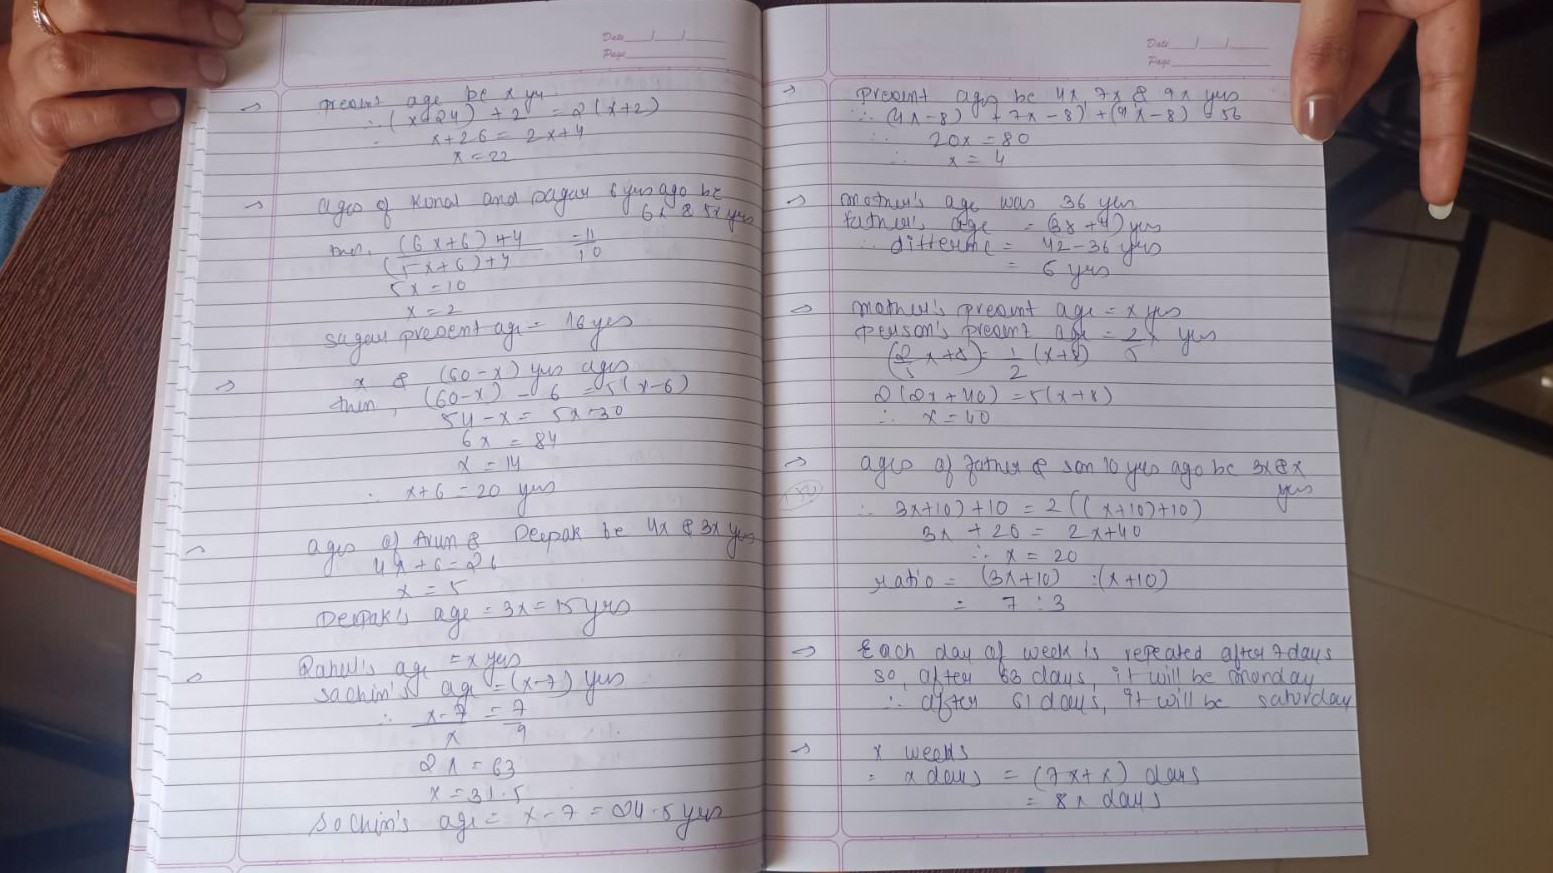 Date
Page
→ present age be x yr
∴ (x+24) + 2 = 2(x+2)
x+26 = 2x+4
x = 22
→ ages of Kunal and Sagar 6 yrs ago be
6x & 5x yrs
then, (6x+6)+4 / (5x+6)+4 = 11/10
5x = 10
x = 2
Sagar present age = 16 yrs
→ x & (60-x) yrs ages
then, (60-x) - 6 = 5(x-6)
54-x = 5x-30
6x = 84
x = 14
∴ x+6 = 20 yrs
→ ages of Arun & Deepak be 4x & 3x yrs
4x+6 = 26
x = 5
Deepak's age = 3x = 15 yrs
→ Rahul's age = x yrs
Sachin's age = (x-7) yrs
∴ x-7/x = 7/9
2x = 63
x = 31.5
Sachin's age = x-7 = 24.5 yrs
Date
Page
→ present ages be 4x, 7x & 9x yrs
∴ (4x-8) + 7x-8) + (9x-8) = 56
∴ 20x = 80
∴ x = 4
→ mother's age was 36 yrs
father's age = (38+4) yrs
∴ difference = 42-36 yrs
= 6 yrs
→ mother's present age = x yrs
person's present age = 2/5 x yrs
(2/5 x+8) = 1/2 (x+8)
2(2x+40) = 5(x+8)
∴ x = 40
→ ages of father & son 10 yrs ago be 3x & x
yrs
∴ 3x+10)+10 = 2((x+10)+10)
3x + 20 = 2x+40
∴ x = 20
ratio = (3x+10) : (x+10)
= 7 : 3
→ Each day of week is repeated after 7 days
so, after 63 days, it will be monday
∴ after 61 days, it will be saturday
→ x weeks
= x days = (7x+x) days
= 8x days